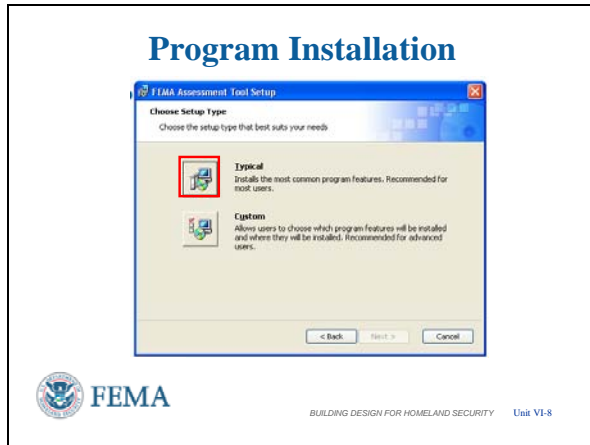 Program Installation
FEMA Assessment Tool Setup
Choose Setup Type
Choose the setup type that best suits your needs
Typical
Installs the most common program features. Recommended for
most users.
Custom
Allows users to choose which program features will be installed
and where they will be installed. Recommended for advanced
users.
< Back
Next >
Cancel
FEMA
BUILDING DESIGN FOR HOMELAND SECURITY
Unit VI-8